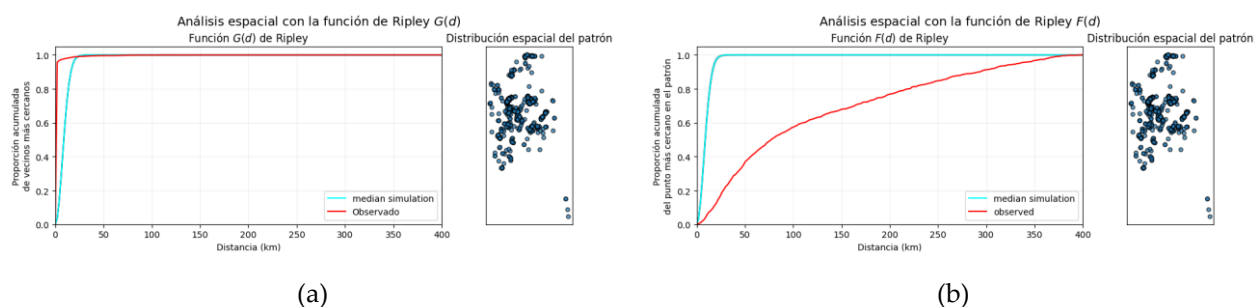 Análisis espacial con la función de Ripley G(d)
Función G(d) de Ripley
Distribución espacial del patrón
Proporción acumulada
de vecinos más cercanos
1.0
0.8
0.6
0.4
0.2
0.0
median simulation
Observado
0 50 100 150 200 250 300 350 400
Distancia (km)
(a)
Análisis espacial con la función de Ripley F(d)
Función F(d) de Ripley
Distribución espacial del patrón
Proporción acumulada
del punto más cercano en el patrón
1.0
0.8
0.6
0.4
0.2
0.0
median simulation
observed
0 50 100 150 200 250 300 350 400
Distancia (km)
(b)